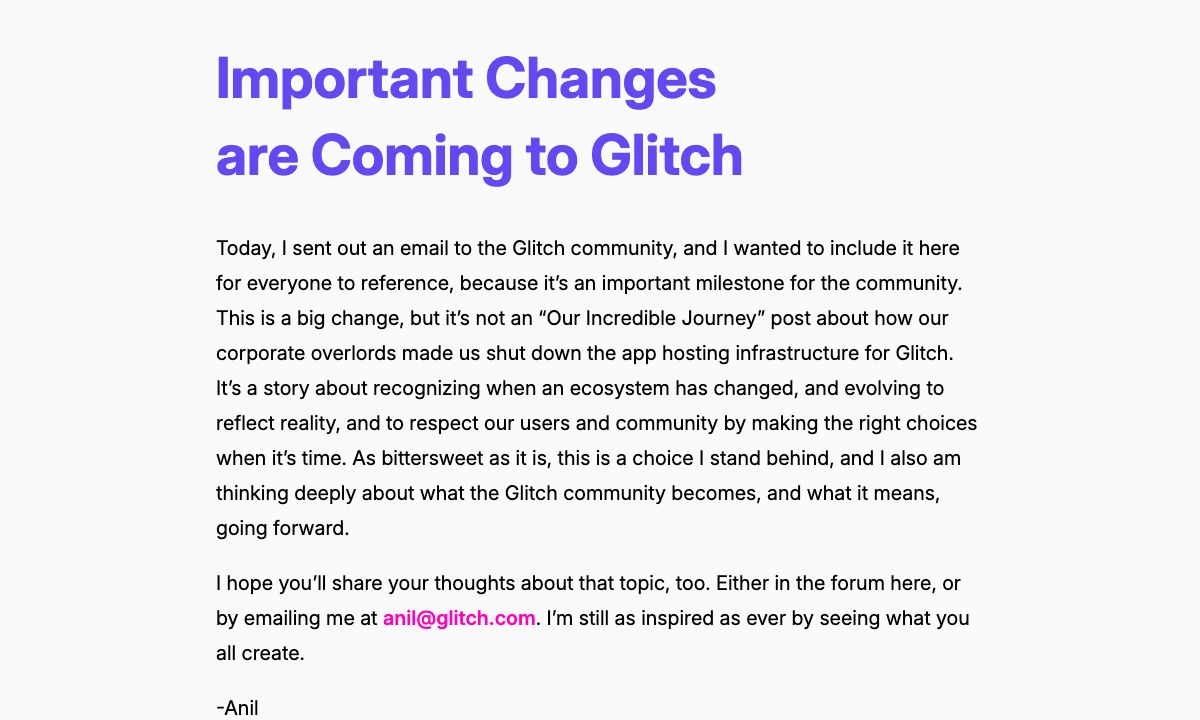 Important Changes
are Coming to Glitch
Today, I sent out an email to the Glitch community, and I wanted to include it here
for everyone to reference, because it’s an important milestone for the community.
This is a big change, but it’s not an “Our Incredible Journey” post about how our
corporate overlords made us shut down the app hosting infrastructure for Glitch.
It’s a story about recognizing when an ecosystem has changed, and evolving to
reflect reality, and to respect our users and community by making the right choices
when it’s time. As bittersweet as it is, this is a choice I stand behind, and I also am
thinking deeply about what the Glitch community becomes, and what it means,
going forward.
I hope you’ll share your thoughts about that topic, too. Either in the forum here, or
by emailing me at anil@glitch.com. I’m still as inspired as ever by seeing what you
all create.
-Anil